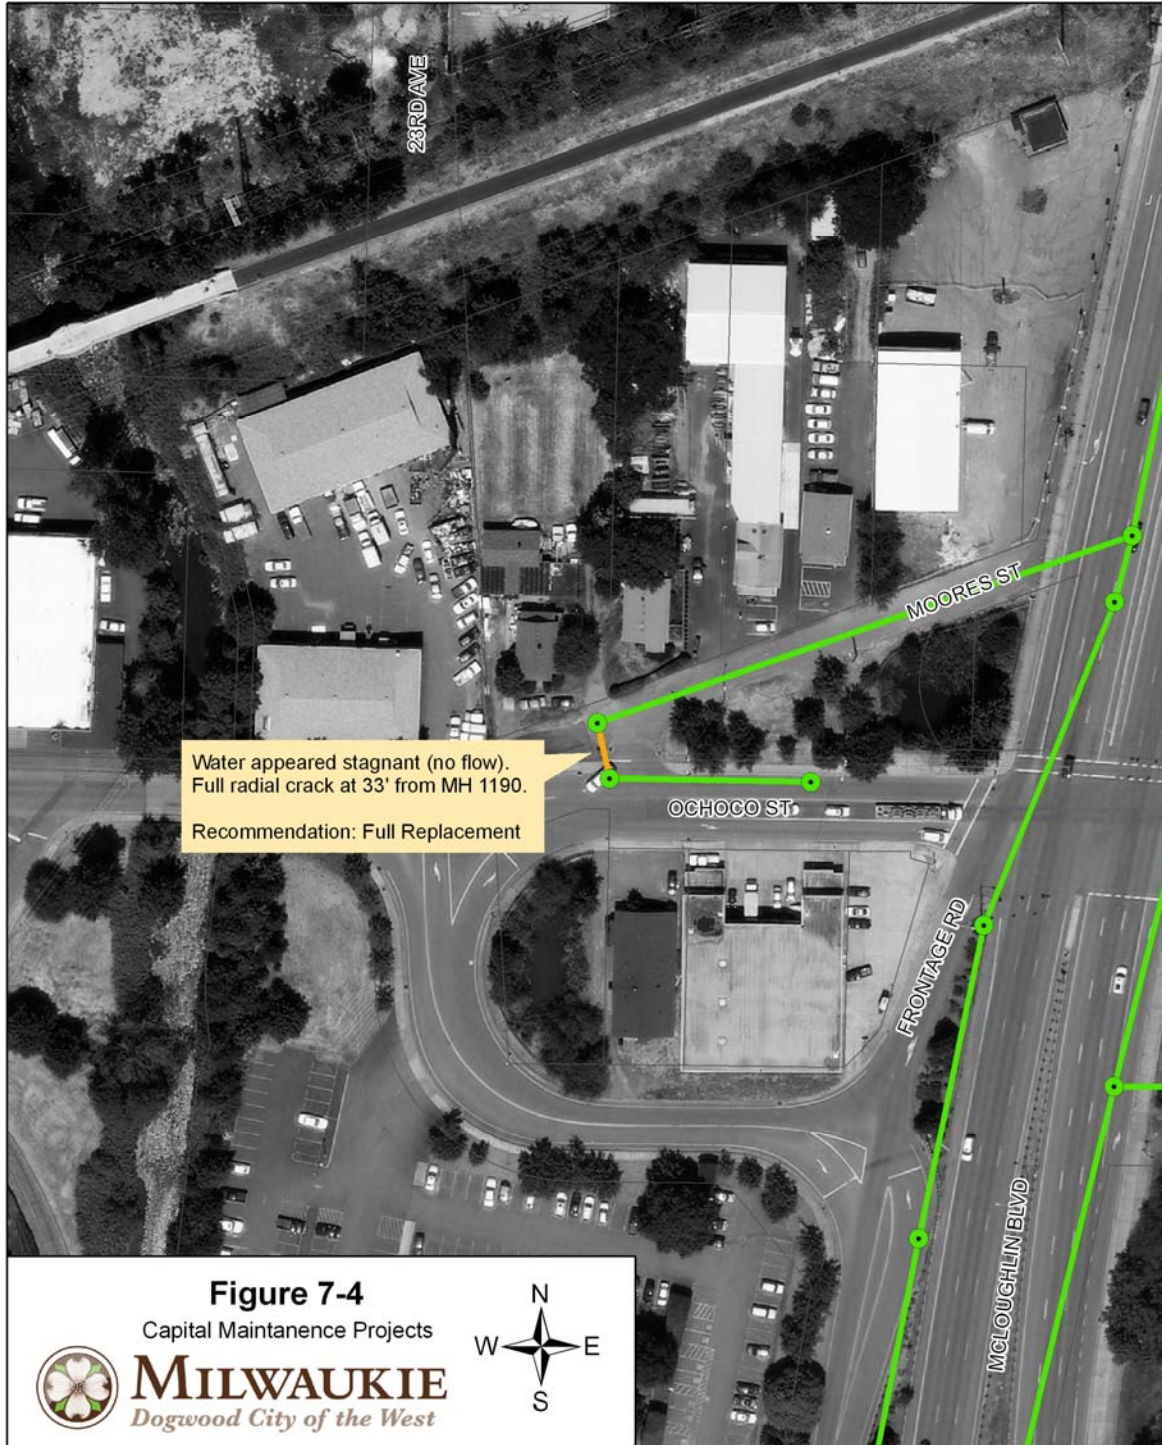 23RD AVE
MOORES ST
Water appeared stagnant (no flow).
Full radial crack at 33' from MH 1190.
Recommendation: Full Replacement
OCHOCO ST
FRONTAGE RD
MCLOUGHLIN BLVD
Figure 7-4
Capital Maintanence Projects
MILWAUKIE
Dogwood City of the West
N
W
E
S